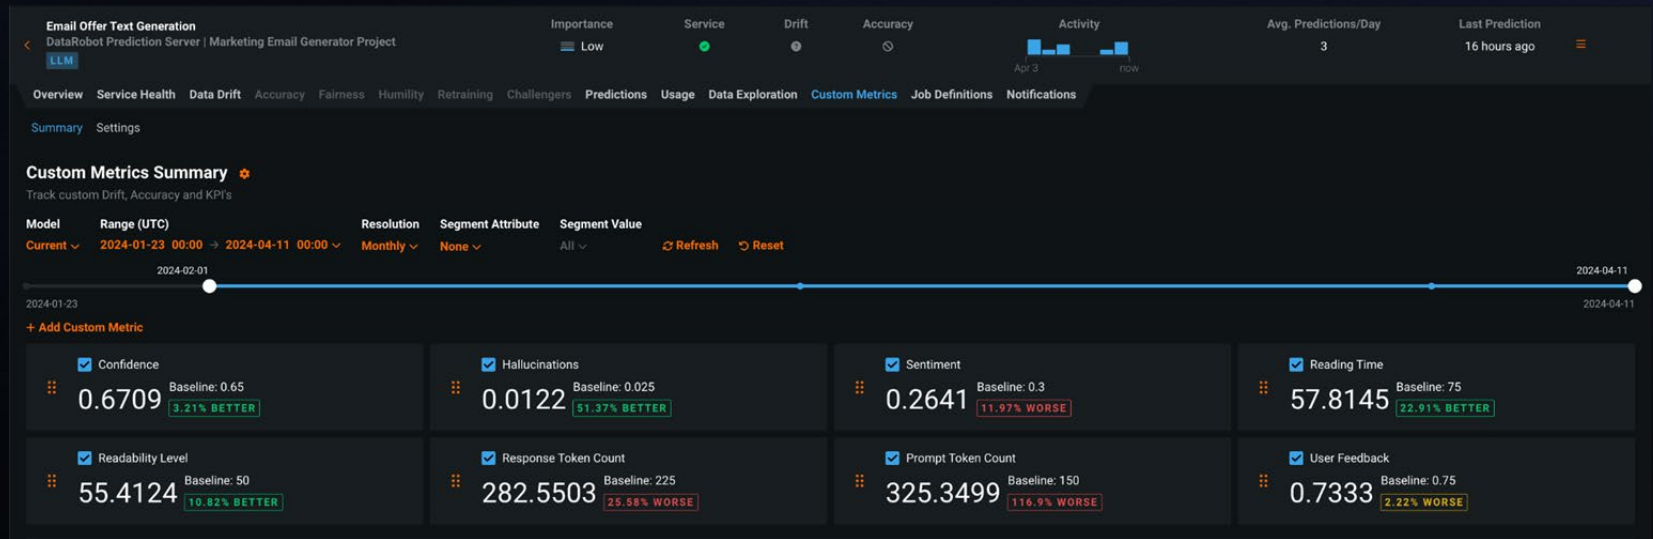 Email Offer Text Generation
DataRobot Prediction Server | Marketing Email Generator Project
LLM
Importance
Low
Service
Drift
Accuracy
Activity
Apr 3 now
Avg. Predictions/Day
3
Last Prediction
16 hours ago
Overview Service Health Data Drift Accuracy Fairness Humility Retraining Challengers Predictions Usage Data Exploration Custom Metrics Job Definitions Notifications
Summary Settings
Custom Metrics Summary
Track custom Drift, Accuracy and KPI's
Model Range (UTC) Resolution Segment Attribute Segment Value
Current 2024-01-23 00:00 → 2024-04-11 00:00 Monthly None All Refresh Reset
2024-02-01 2024-04-11
2024-01-23 2024-04-11
+ Add Custom Metric
Confidence
0.6709 Baseline: 0.65
3.21% BETTER
Hallucinations
0.0122 Baseline: 0.025
51.37% BETTER
Sentiment
0.2641 Baseline: 0.3
11.97% WORSE
Reading Time
57.8145 Baseline: 75
22.91% BETTER
Readability Level
55.4124 Baseline: 50
10.82% BETTER
Response Token Count
282.5503 Baseline: 225
25.58% WORSE
Prompt Token Count
325.3499 Baseline: 150
116.9% WORSE
User Feedback
0.7333 Baseline: 0.75
2.22% WORSE